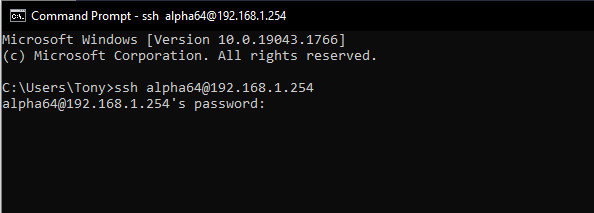 Command Prompt - ssh alpha64@192.168.1.254
Microsoft Windows [Version 10.0.19043.1766]
(c) Microsoft Corporation. All rights reserved.
C:\Users\Tony>ssh alpha64@192.168.1.254
alpha64@192.168.1.254's password: